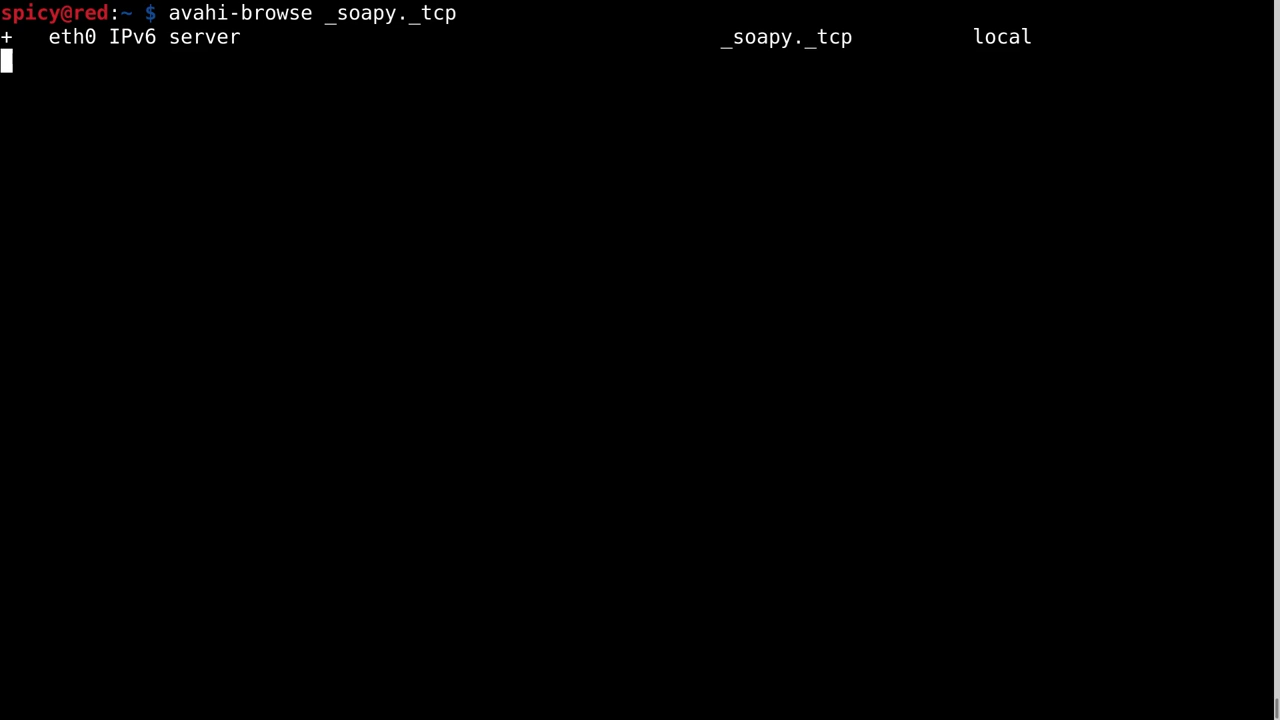 spicy@red:~ $ avahi-browse _soapy._tcp
+   eth0 IPv6 server                                        _soapy._tcp          local